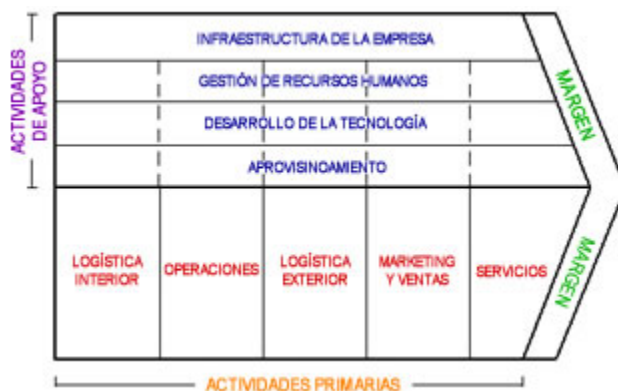 ACTIVIDADES
DE APOYO
INFRAESTRUCTURA DE LA EMPRESA
GESTIÓN DE RECURSOS HUMANOS
DESARROLLO DE LA TECNOLOGÍA
APROVISINOAMIENTO
MARGEN
LOGÍSTICA
INTERIOR
OPERACIONES
LOGÍSTICA
EXTERIOR
MARKETING
Y VENTAS
SERVICIOS
MARGEN
ACTIVIDADES PRIMARIAS